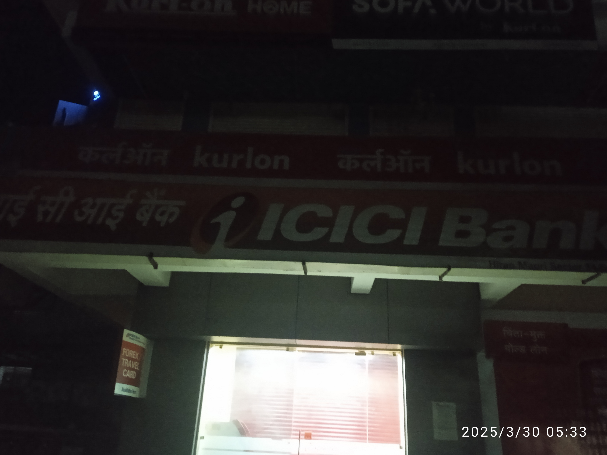 Kurl-on HOME
SOFA WORLD
कर्लऑन kurlon कर्लऑन kurlon
आई सी आई बैंक ICICI Bank
FOREX
TRAVEL
CARD
2025/3/30 05:33